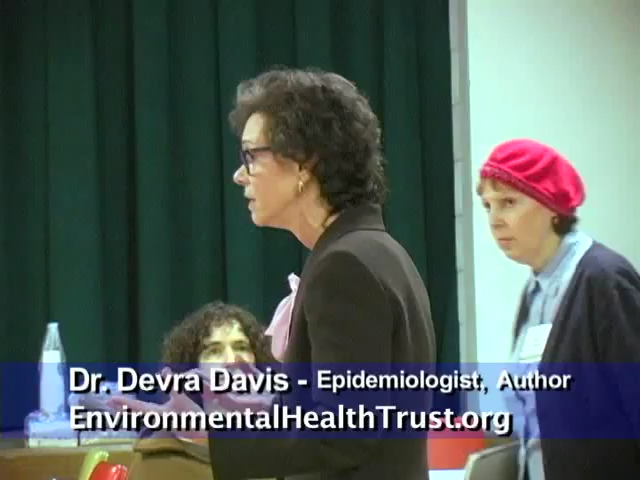 Dr. Devra Davis - Epidemiologist, Author
EnvironmentalHealthTrust.org